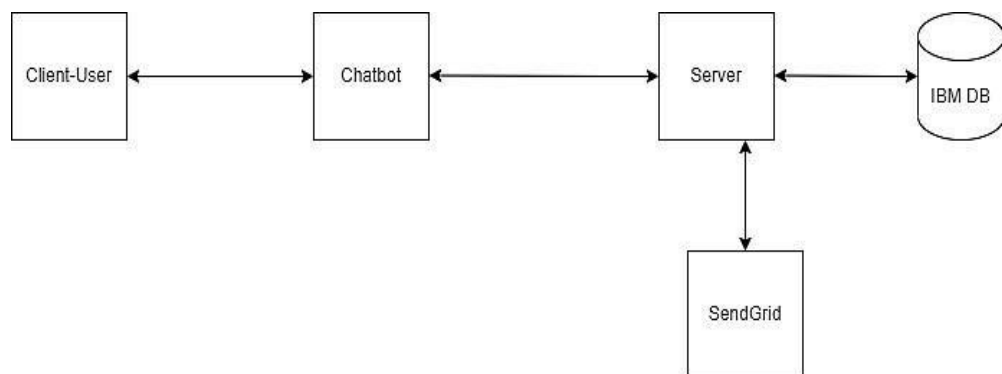 Client-User
Chatbot
Server
IBM DB
SendGrid